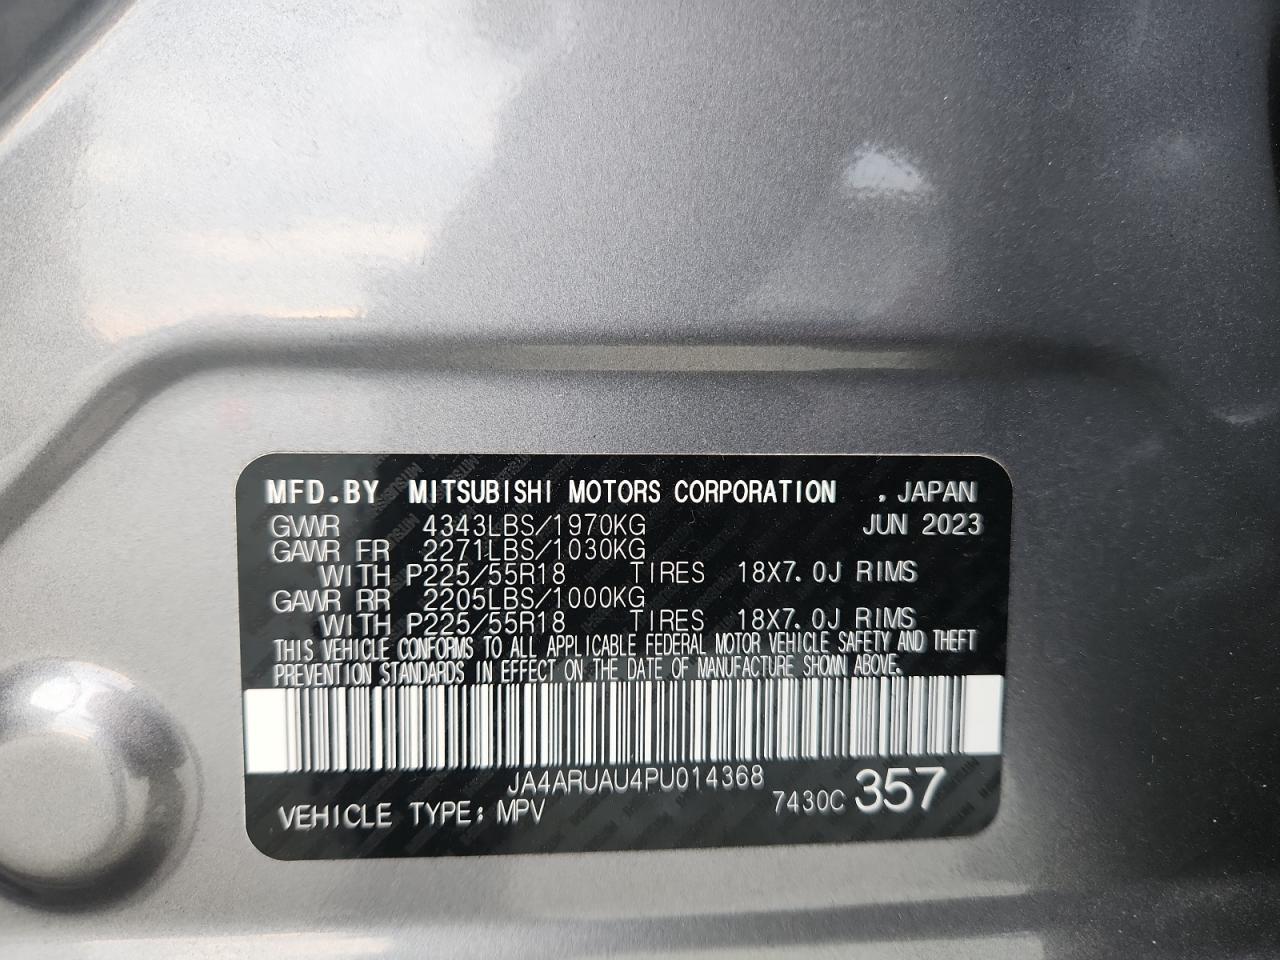 MFD.BY MITSUBISHI MOTORS CORPORATION , JAPAN
GVWR 4343LBS/1970KG JUN 2023
GAWR FR 2271LBS/1030KG
WITH P225/55R18 TIRES 18X7.0J RIMS
GAWR RR 2205LBS/1000KG
WITH P225/55R18 TIRES 18X7.0J RIMS
THIS VEHICLE CONFORMS TO ALL APPLICABLE FEDERAL MOTOR VEHICLE SAFETY AND THEFT
PREVENTION STANDARDS IN EFFECT ON THE DATE OF MANUFACTURE SHOWN ABOVE.
JA4ARUAU4PU014368
VEHICLE TYPE: MPV 7430C 357